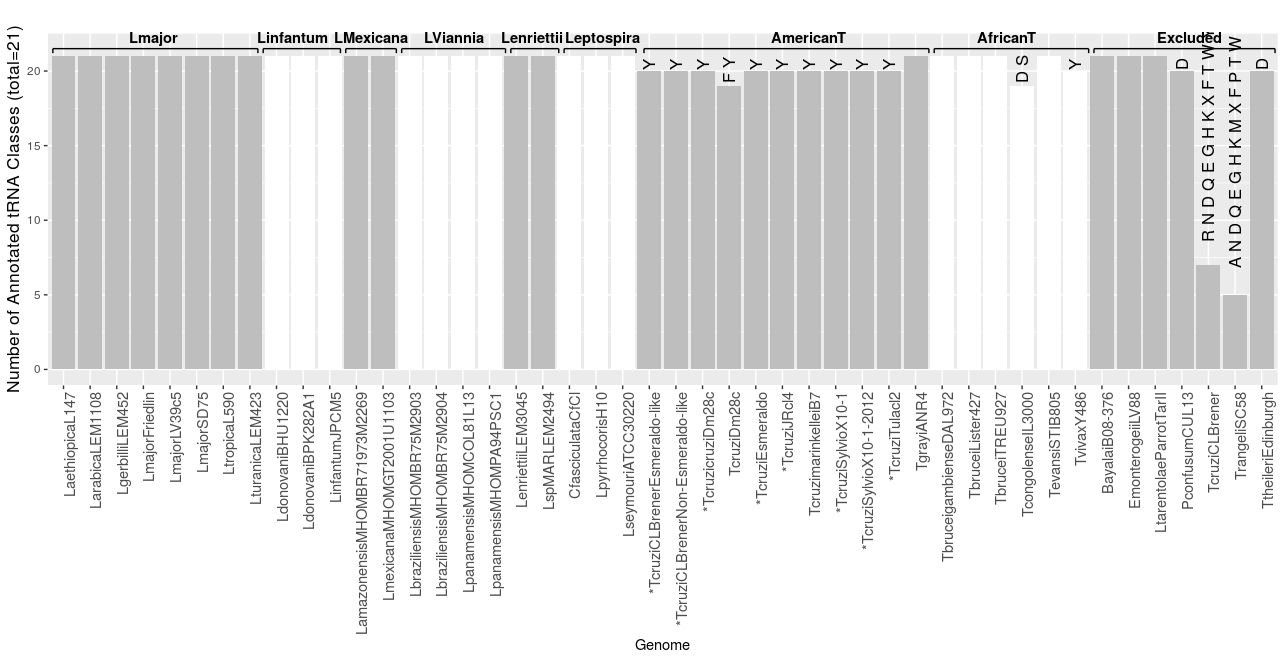 Lmajor Linfantum LMexicana LViannia Lenriettii Leptospira AmericanT AfricanT Excluded
Number of Annotated tRNA Classes (total=21)
20
15
10
5
0
Y
Y
Y
F Y
Y
Y
Y
Y
Y
Y
D S
Y
D
R N D Q E G H K X F T W
A N D Q E G H K M X F P T W
D
LaethiopicaL147
LarabicaLEM1108
LgerbilliLEM452
LmajorFriedlin
LmajorLV39c5
LmajorSD75
LtropicaL590
LturanicaLEM423
LdonovaniBHU1220
LdonovaniBPK282A1
LinfantumJPCM5
LamazonensisMHOMBR71973M2269
LmexicanaMHOMGT2001U1103
LbraziliensisMHOMBR75M2903
LbraziliensisMHOMBR75M2904
LpanamensisMHOMCOL81L13
LpanamensisMHOMPA94PSC1
LenriettiiLEM3045
LspMARLEM2494
CfasciculataCfCl
LpyrrhocorisH10
LseymouriATCC30220
*TcruziCLBrenerEsmeraldo-like
*TcruziCLBrenerNon-Esmeraldo-like
*TcruzicruziDm28c
TcruziDm28c
*TcruziEsmeraldo
*TcruziJRcl4
TcruzimarinkelleiB7
*TcruziSylvioX10-1
*TcruziSylvioX10-1-2012
*TcruziTulacl2
TgrayiANR4
TbruceigambienseDAL972
TbruceiLister427
TbruceiTREU927
TcongolenseIL3000
TevansiSTIB805
TvivaxY486
BayalaiB08-376
EmonterogeiiLV88
LtarentolaeParrotTarII
PconfusumCUL13
TcruziCLBrener
TrangeliSC58
TtheileriEdinburgh
Genome